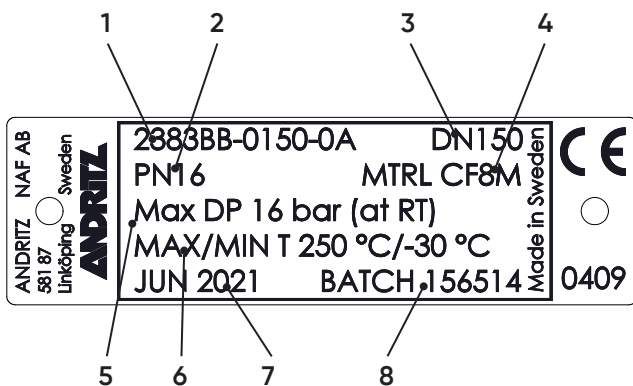 1 2 3 4
ANDRITZ NAF AB
581 87
Linköping Sweden
ANDRITZ
2383BB-0150-0A DN150
PN16 MTRL CF8M
Max DP 16 bar (at RT)
MAX/MIN T 250 °C/-30 °C
JUN 2021 BATCH 156514
Made in Sweden
CE
0409
5 6 7 8